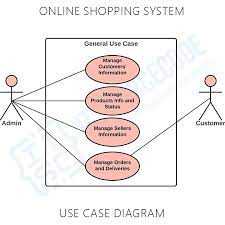 ONLINE SHOPPING SYSTEM
General Use Case
Manage
Customers'
Information
Manage
Products Info and
Status
Manage Sellers
Information
Manage Orders
and Deliveries
Admin
Customer
USE CASE DIAGRAM